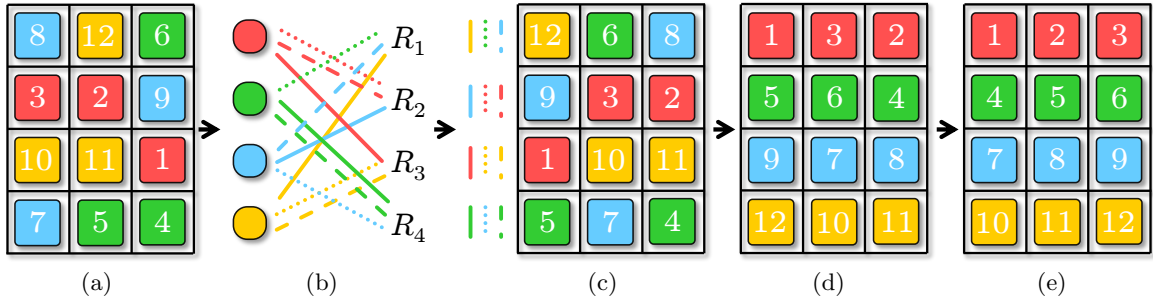 8 12 6 R1 12 6 8 1 3 2 1 2 3
3 2 9 R2 9 3 2 5 6 4 4 5 6
10 11 1 R3 1 10 11 9 7 8 7 8 9
7 5 4 R4 5 7 4 12 10 11 10 11 12
(a) (b) (c) (d) (e)